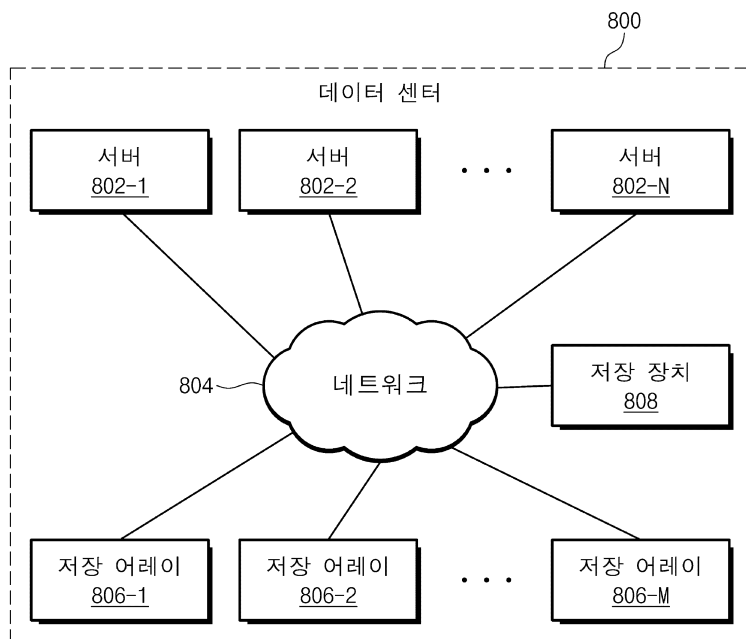 800
데이터 센터
서버
802-1
서버
802-2
. . .
서버
802-N
804
네트워크
저장 장치
808
저장 어레이
806-1
저장 어레이
806-2
. . .
저장 어레이
806-M